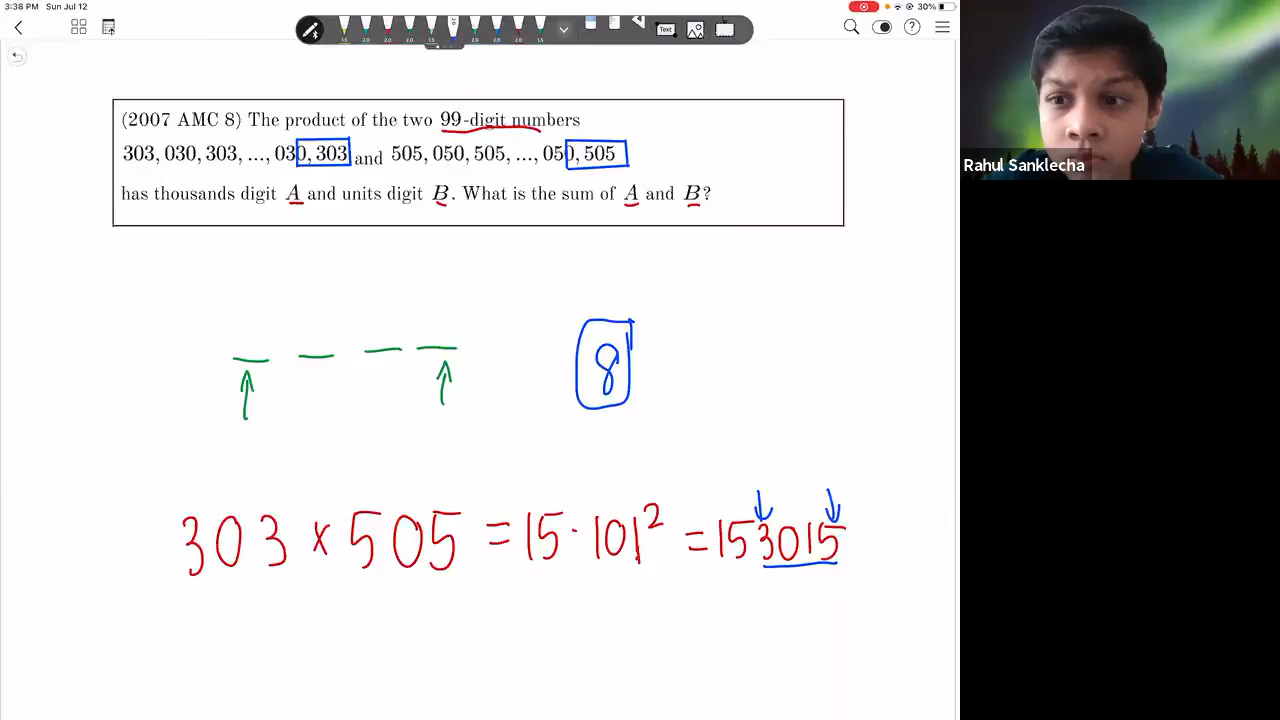 3:38 PM Sun Jul 12
30%
Text
(2007 AMC 8) The product of the two 99-digit numbers
303, 030, 303, ..., 030, 303 and 505, 050, 505, ..., 050, 505
has thousands digit A and units digit B. What is the sum of A and B?
Rahul Sanklecha
8
303 × 505 = 15 · 101² = 153015